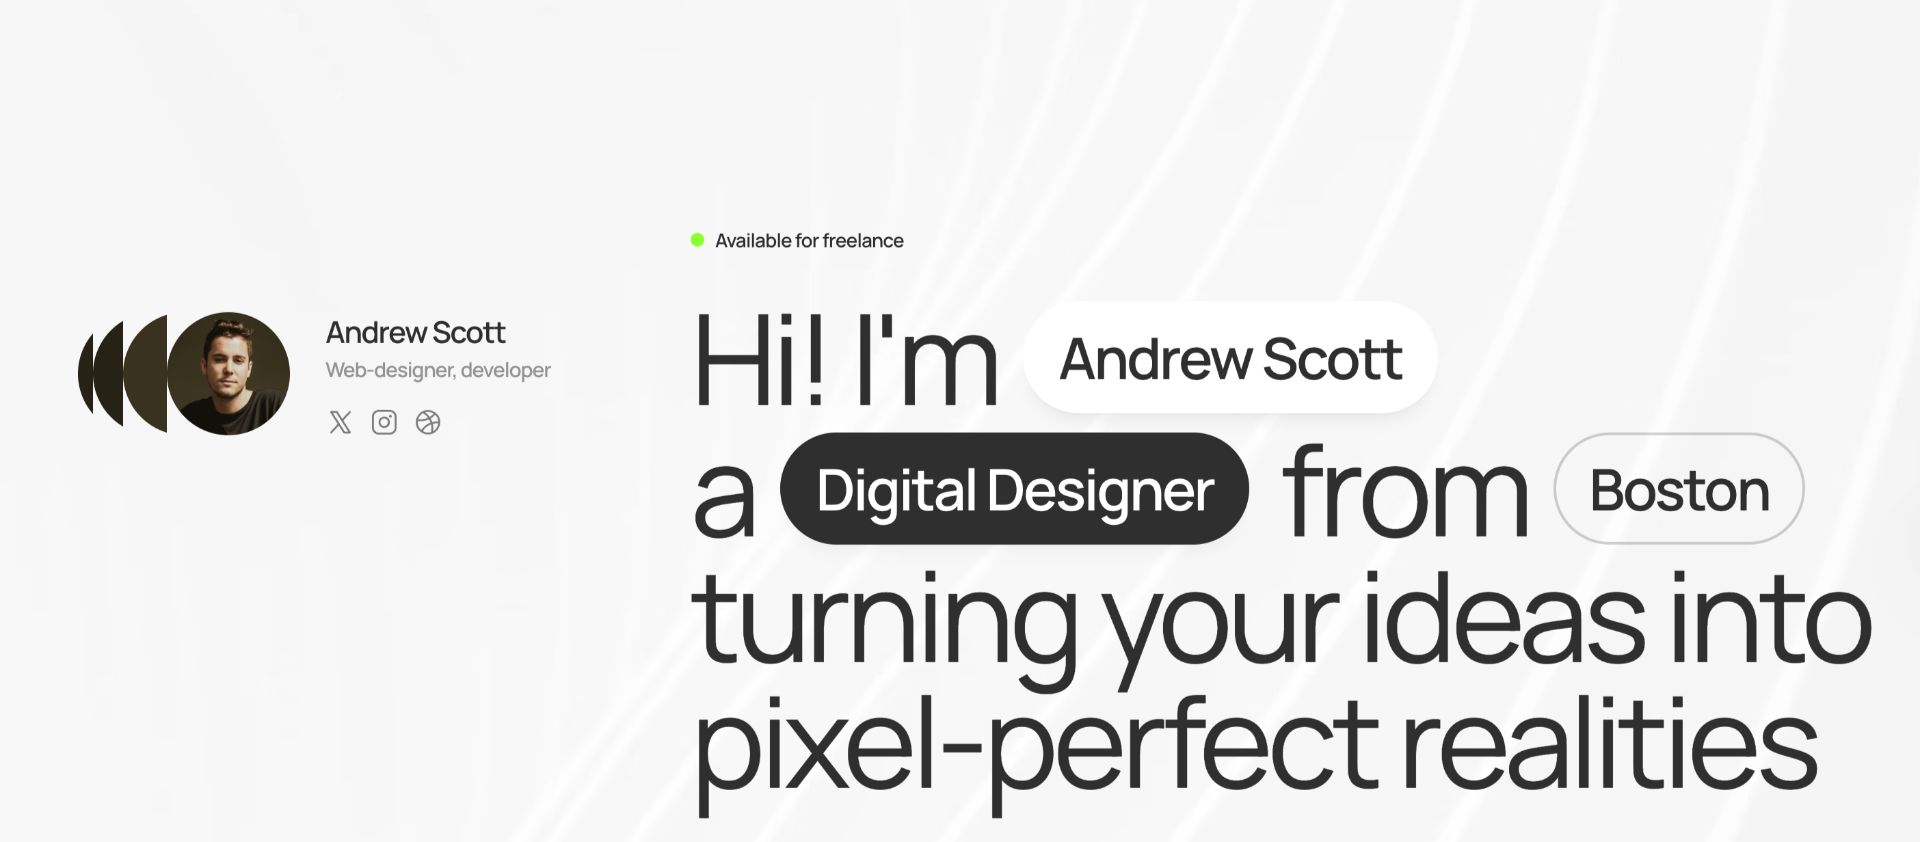 Available for freelance
Andrew Scott
Web-designer, developer
Hi! I'm Andrew Scott
a Digital Designer from Boston
turning your ideas into
pixel-perfect realities